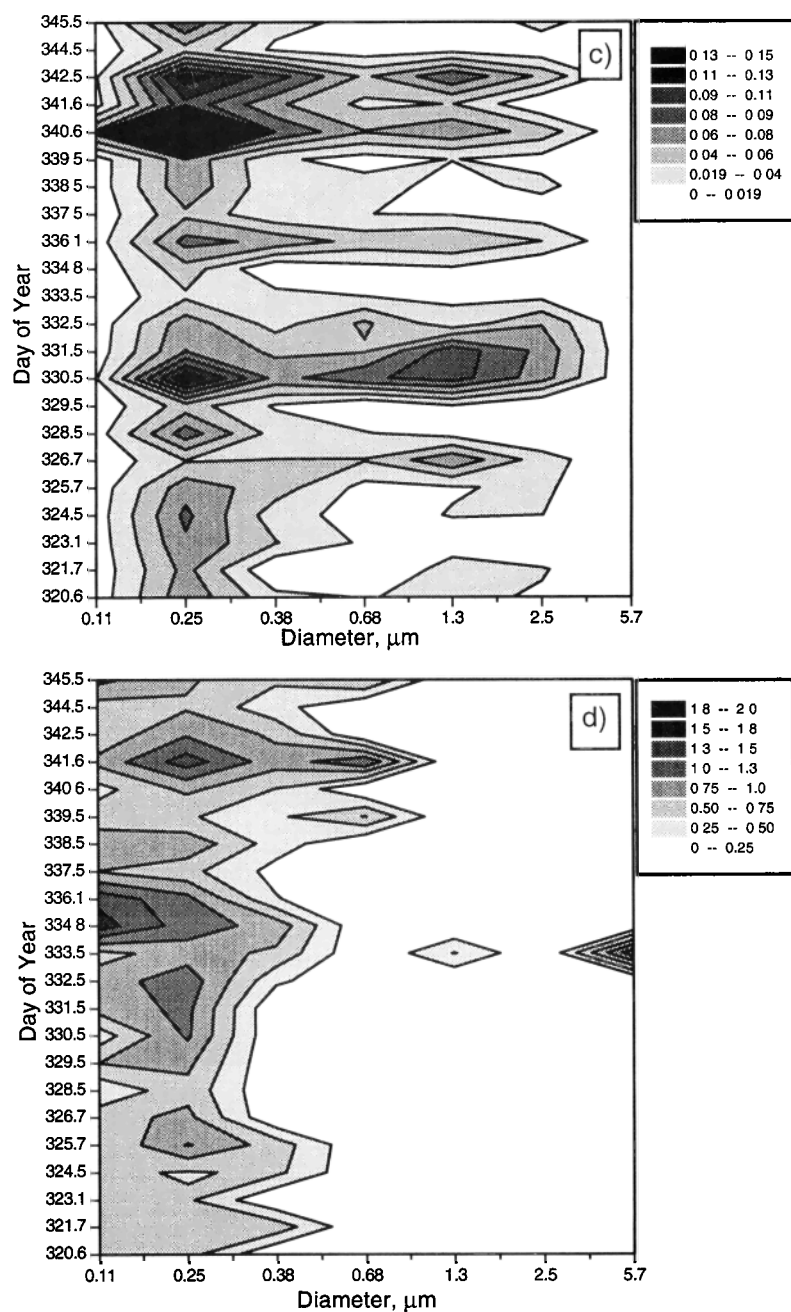 c)
345.5
344.5
342.5
341.6
340.6
339 5
338 5
337 5
336 1
334 8
333.5
332.5
331.5
330.5
329.5
328.5
326.7
325.7
324.5
323.1
321.7
320.6
Day of Year
0.11 0.25 0.38 0.68 1.3 2.5 5.7
Diameter, μm
0 13 -- 0 15
0 11 -- 0 13
0 09 -- 0 11
0 08 -- 0 09
0 06 -- 0 08
0 04 -- 0 06
0.019 -- 0 04
0 -- 0 019
d)
345.5
344.5
342.5
341.6
340 6
339.5
338.5
337.5
336.1
334 8
333.5
332.5
331.5
330.5
329.5
328.5
326.7
325.7
324.5
323.1
321.7
320.6
Day of Year
0.11 0.25 0.38 0.68 1.3 2.5 5.7
Diameter, μm
1 8 -- 2 0
1 5 -- 1 8
1 3 -- 1 5
1 0 -- 1 3
0 75 -- 1.0
0.50 -- 0 75
0 25 -- 0 50
0 -- 0.25